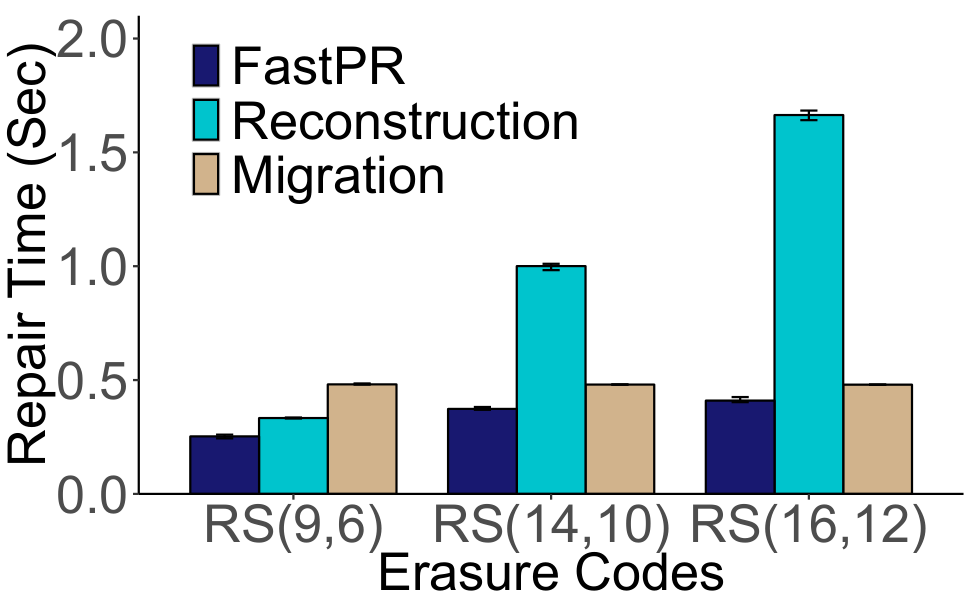 Repair Time (Sec)
2.0
1.5
1.0
0.5
0.0
FastPR
Reconstruction
Migration
RS(9,6) RS(14,10) RS(16,12)
Erasure Codes